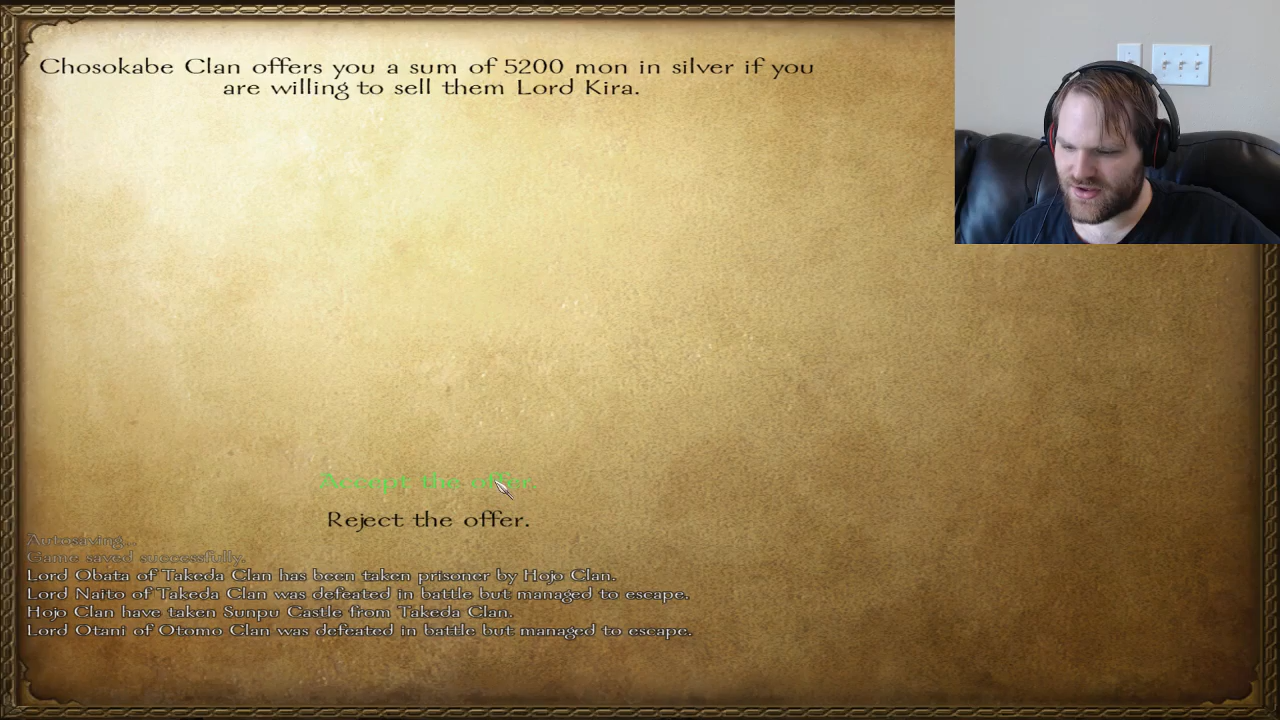 Chosokabe Clan offers you a sum of 5200 mon in silver if you
are willing to sell them Lord Kira.
Accept the offer.
Reject the offer.
Autosaving...
Game saved successfully.
Lord Obata of Takeda Clan has been taken prisoner by Hojo Clan.
Lord Naito of Takeda Clan was defeated in battle but managed to escape.
Hojo Clan have taken Sunpu Castle from Takeda Clan.
Lord Otani of Otomo Clan was defeated in battle but managed to escape.